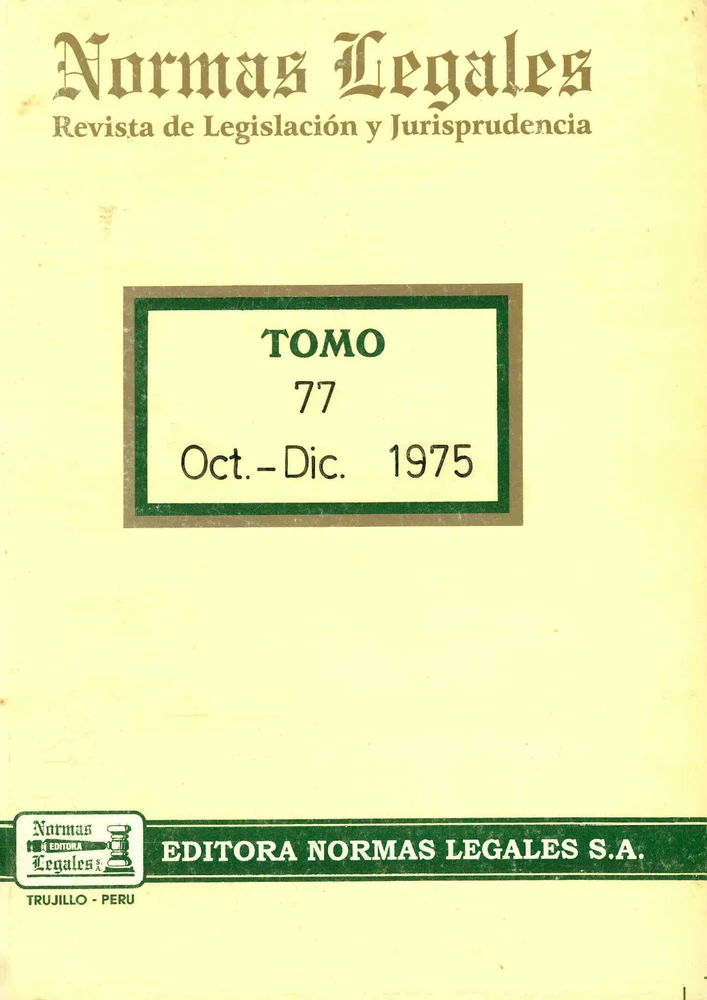 Normas Legales
Revista de Legislación y Jurisprudencia
TOMO
77
Oct.-Dic. 1975
Normas
EDITORA
Legales S.A.
EDITORA NORMAS LEGALES S.A.
TRUJILLO - PERU